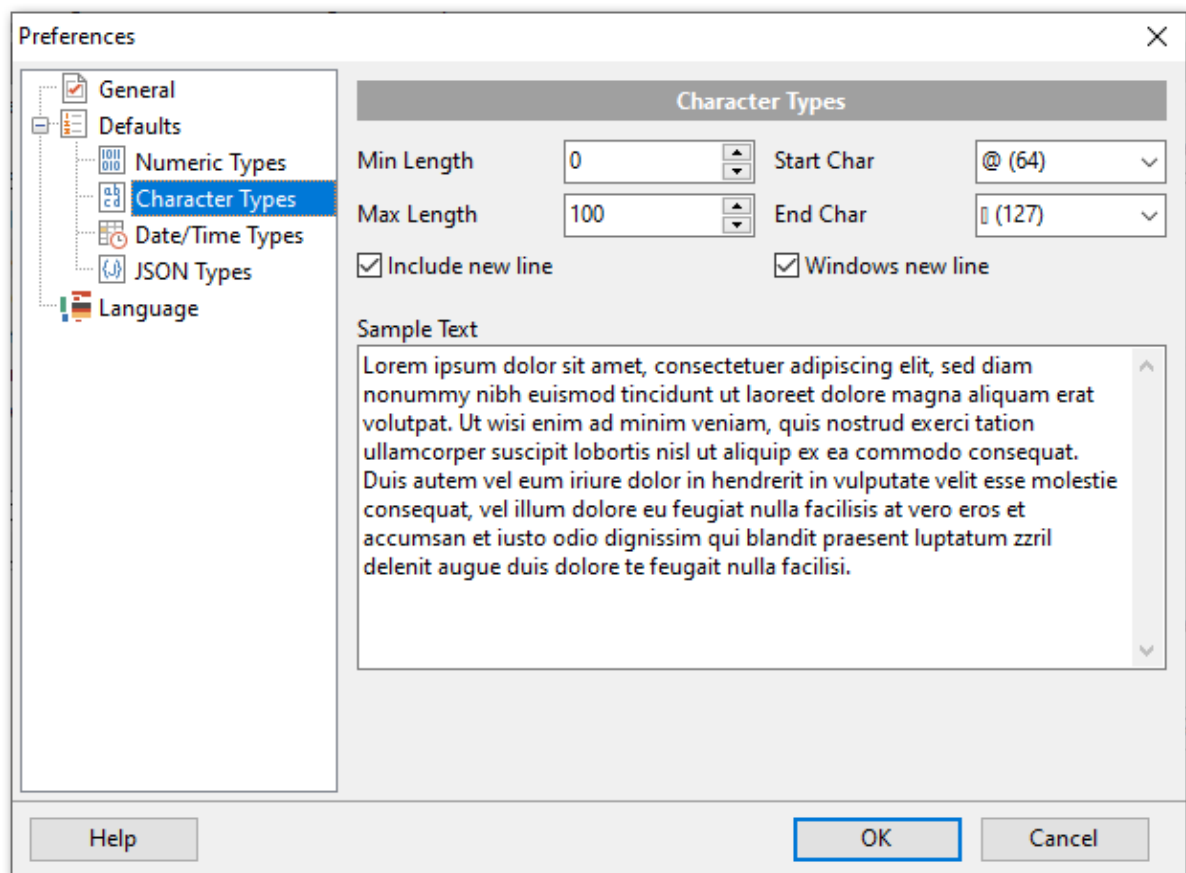 Preferences
General
Defaults
Numeric Types
Character Types
Date/Time Types
JSON Types
Language
Character Types
Min Length 0 Start Char @ (64)
Max Length 100 End Char ▯ (127)
Include new line Windows new line
Sample Text
Lorem ipsum dolor sit amet, consectetuer adipiscing elit, sed diam
nonummy nibh euismod tincidunt ut laoreet dolore magna aliquam erat
volutpat. Ut wisi enim ad minim veniam, quis nostrud exerci tation
ullamcorper suscipit lobortis nisl ut aliquip ex ea commodo consequat.
Duis autem vel eum iriure dolor in hendrerit in vulputate velit esse molestie
consequat, vel illum dolore eu feugiat nulla facilisis at vero eros et
accumsan et iusto odio dignissim qui blandit praesent luptatum zzril
delenit augue duis dolore te feugait nulla facilisi.
Help OK Cancel